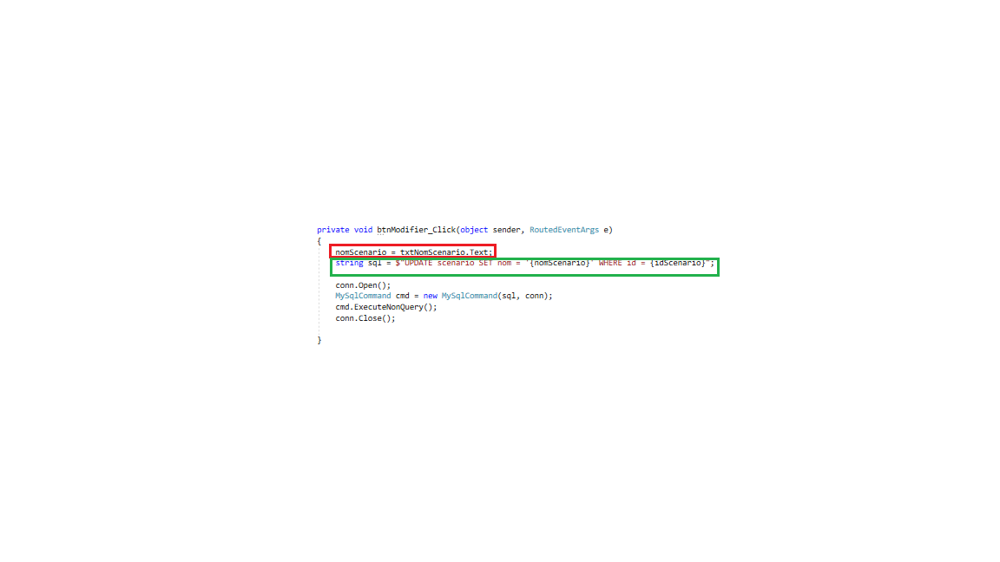 private void btnModifier_Click(object sender, RoutedEventArgs e)
{
nomScenario = txtNomScenario.Text;
string sql = $"UPDATE scenario SET nom = '{nomScenario}' WHERE id = {idScenario}";
conn.Open();
MySqlCommand cmd = new MySqlCommand(sql, conn);
cmd.ExecuteNonQuery();
conn.Close();
}